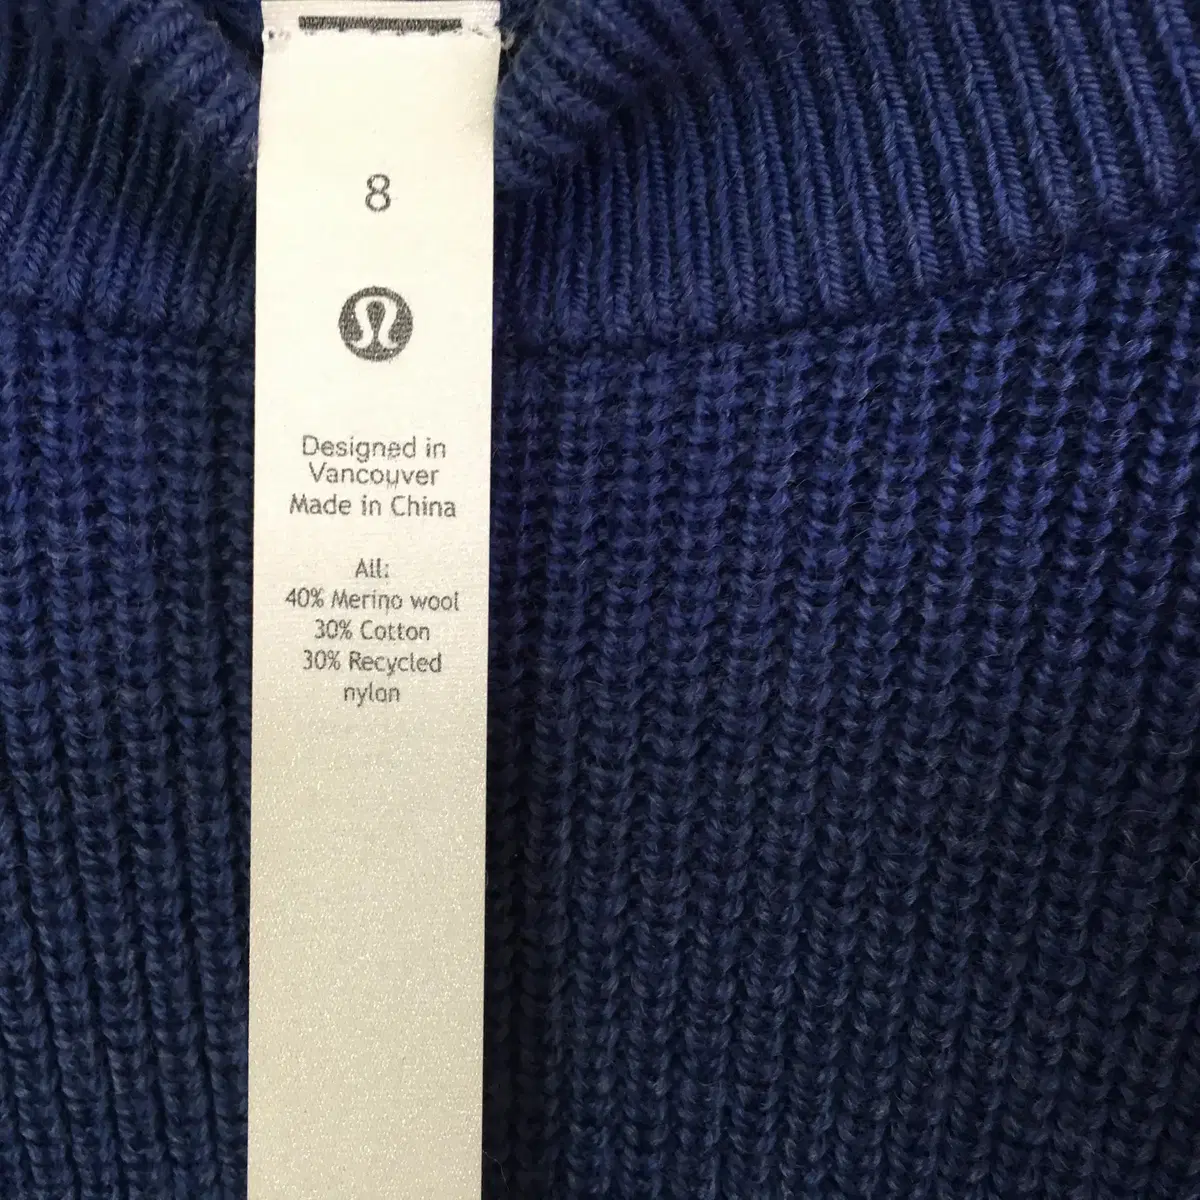 8
Designed in
Vancouver
Made in China
All:
40% Merino wool
30% Cotton
30% Recycled
nylon